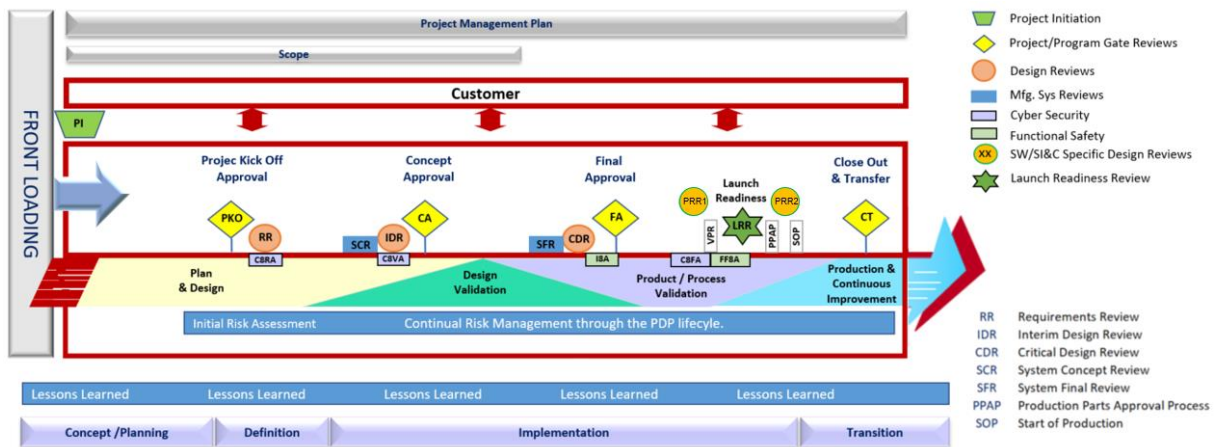 FRONT LOADING
Project Management Plan
Scope
Customer
PI
Projec Kick Off
Approval
Concept
Approval
Final
Approval
Close Out
& Transfer
Launch
Readiness
PRR1
PRR2
PKO
RR
SCR
IDR
CA
SFR
CDR
FA
VPR
LRR
PPAP
SOP
CT
CBRA
CBVA
I8A
CBFA
FF8A
Plan
& Design
Design
Validation
Product / Process
Validation
Production &
Continuous
Improvement
Initial Risk Assessment
Continual Risk Management through the PDP lifecyle.
Lessons Learned
Lessons Learned
Lessons Learned
Lessons Learned
Lessons Learned
Concept /Planning
Definition
Implementation
Transition
Project Initiation
Project/Program Gate Reviews
Design Reviews
Mfg. Sys Reviews
Cyber Security
Functional Safety
XX SW/SI&C Specific Design Reviews
Launch Readiness Review
RR Requirements Review
IDR Interim Design Review
CDR Critical Design Review
SCR System Concept Review
SFR System Final Review
PPAP Production Parts Approval Process
SOP Start of Production